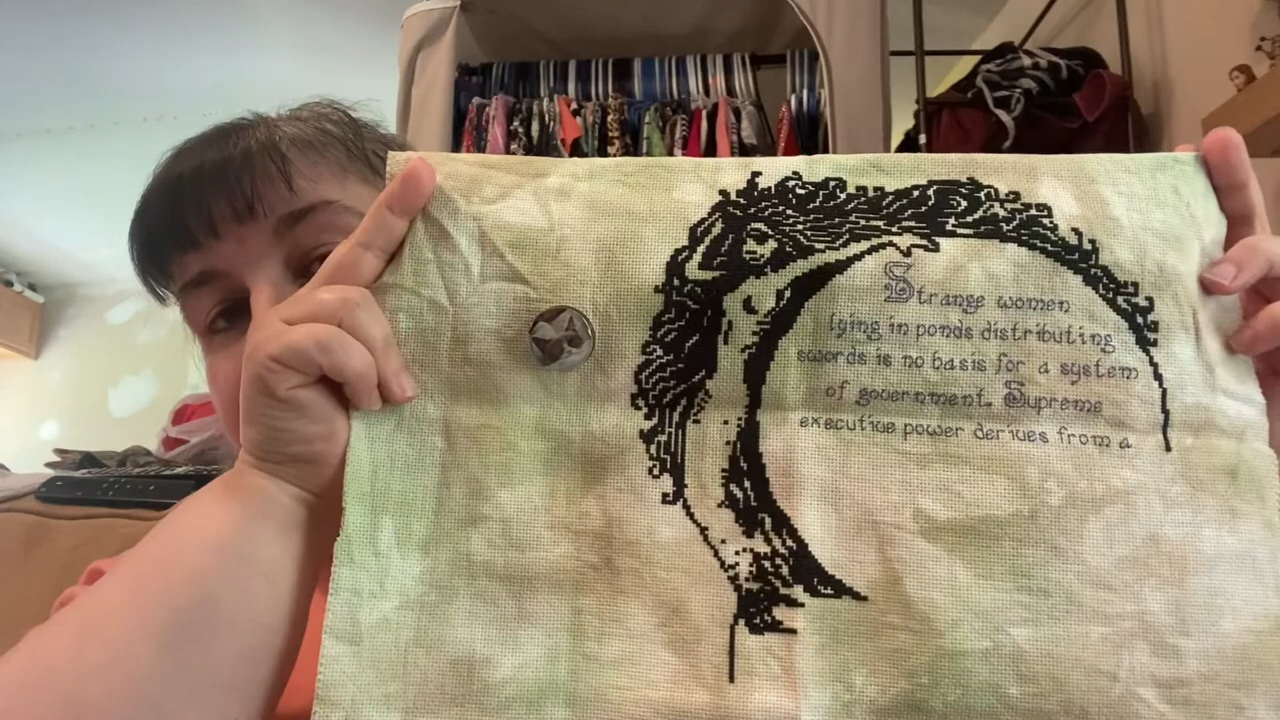 Strange women
lying in ponds distributing
swords is no basis for a system
of government. Supreme
executive power derives from a